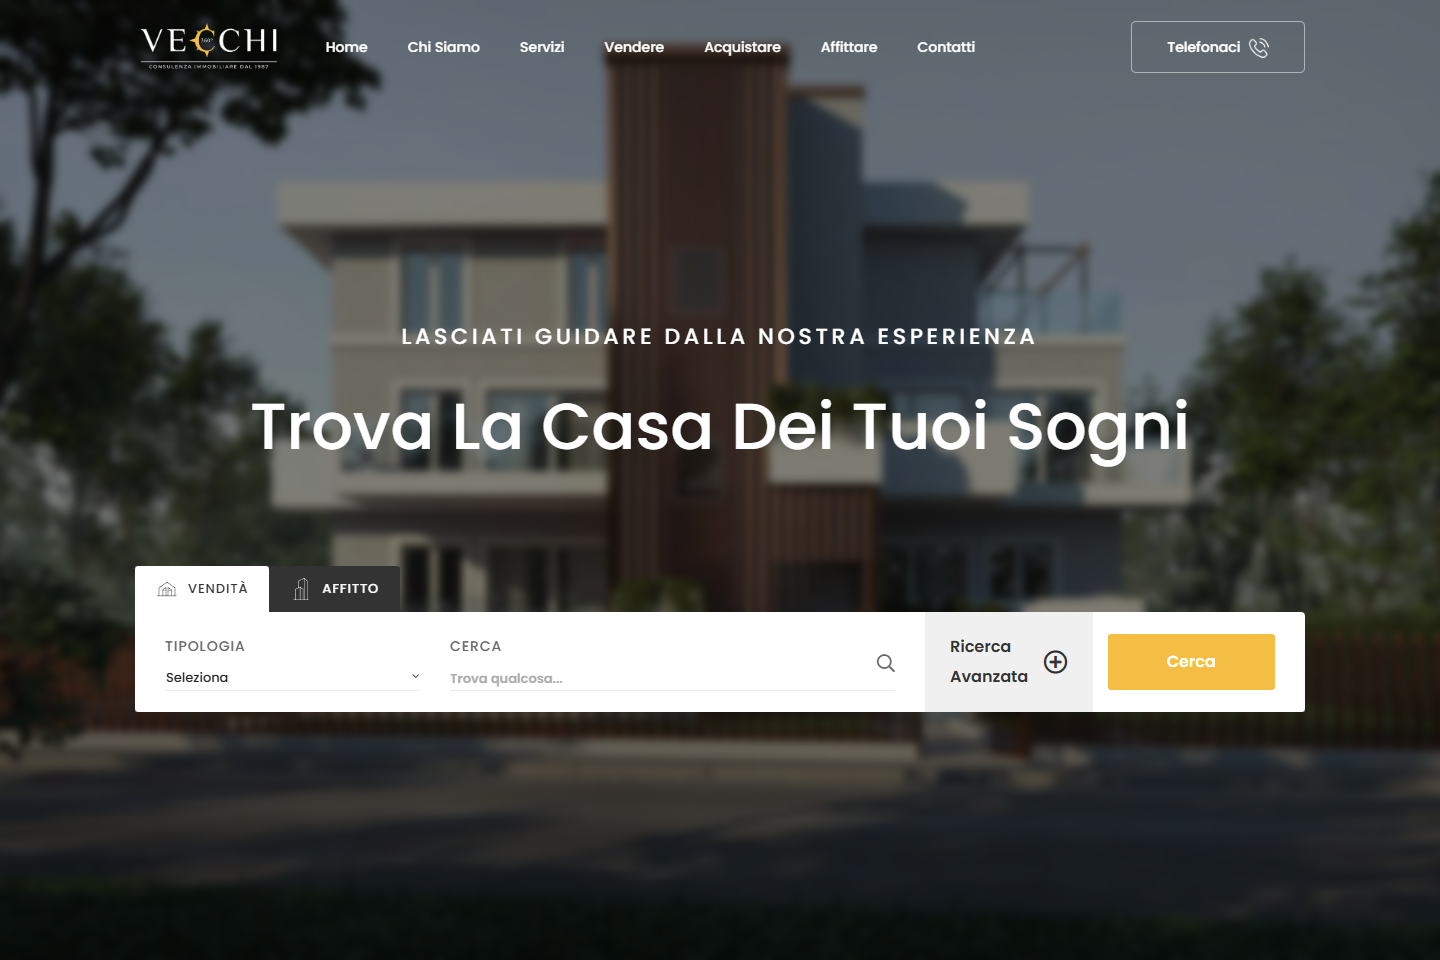 VECCHI
360°
CONSULENZA IMMOBILIARE DAL 1987
Home
Chi Siamo
Servizi
Vendere
Acquistare
Affittare
Contatti
Telefonaci
LASCIATI GUIDARE DALLA NOSTRA ESPERIENZA
Trova La Casa Dei Tuoi Sogni
VENDITÀ
AFFITTO
TIPOLOGIA
Seleziona
CERCA
Trova qualcosa...
Ricerca
Avanzata
Cerca